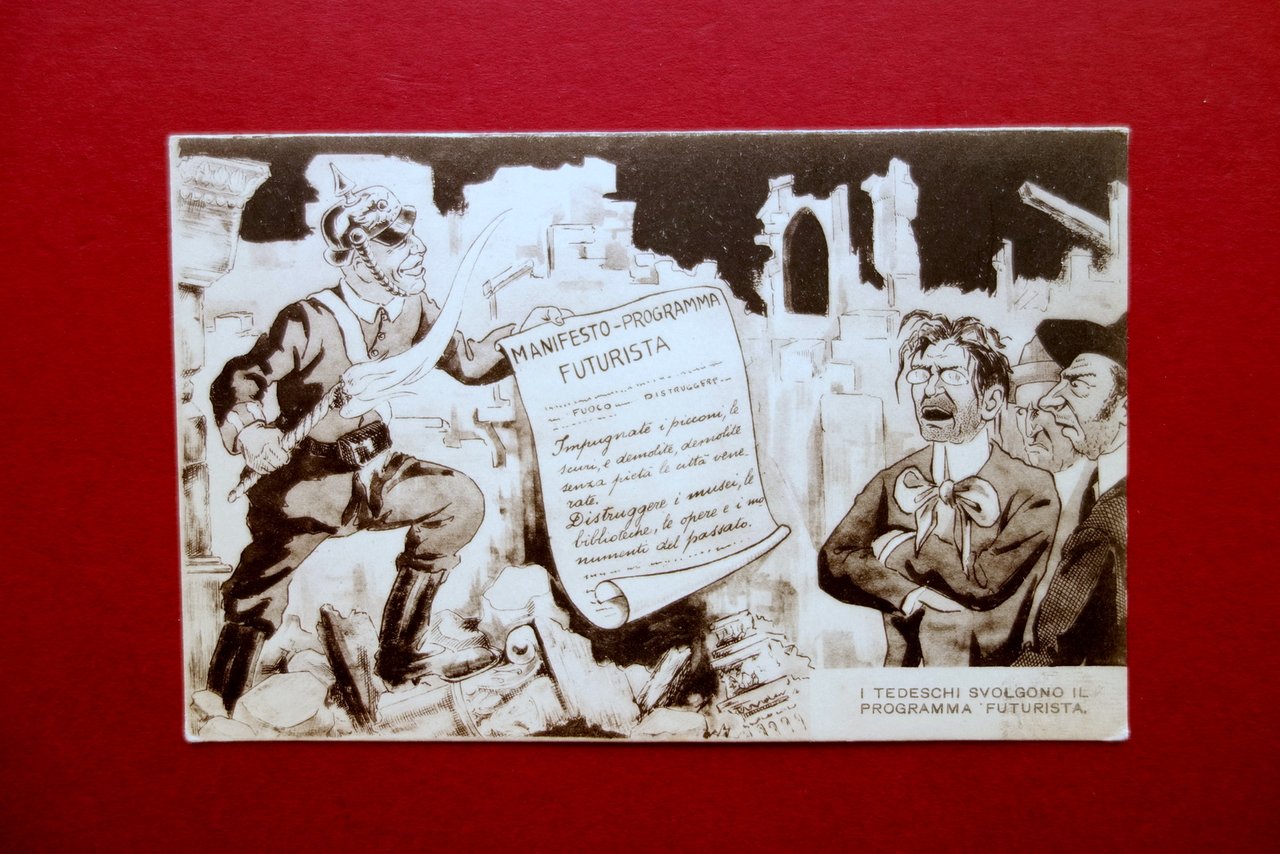 MANIFESTO-PROGRAMMA
FUTURISTA
FUOCO DISTRUGGERE
Impugnate i picconi, le
scuri, e demolite, demolite
senza pietà le città vene
rate.
Distruggere i musei, le
biblioteche, le opere e i mo
numenti del passato.
I TEDESCHI SVOLGONO IL
PROGRAMMA FUTURISTA.